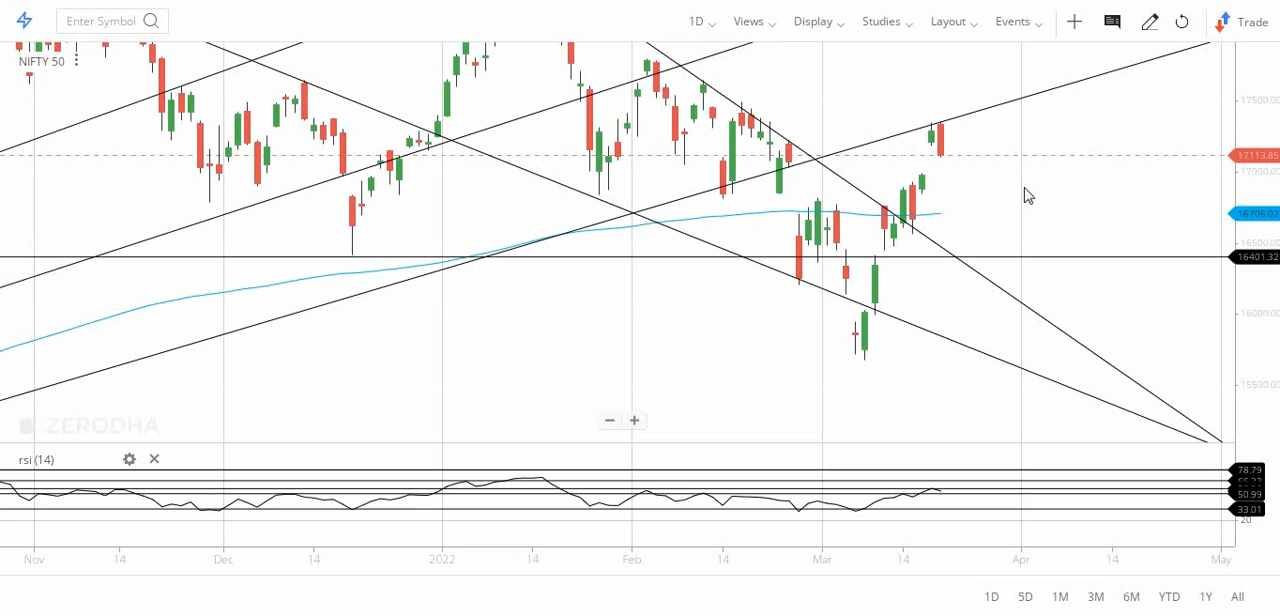 Enter Symbol 1D Views Display Studies Layout Events Trade
NIFTY 50
17500.00
17113.85
17000.00
16706.02
16500.00
16401.32
16000.00
15500.00
ZERODHA
rsi (14)
78.79
50.99
33.01
20
Nov 14 Dec 14 2022 14 Feb 14 Mar 14 Apr 14 May
1D 5D 1M 3M 6M YTD 1Y All